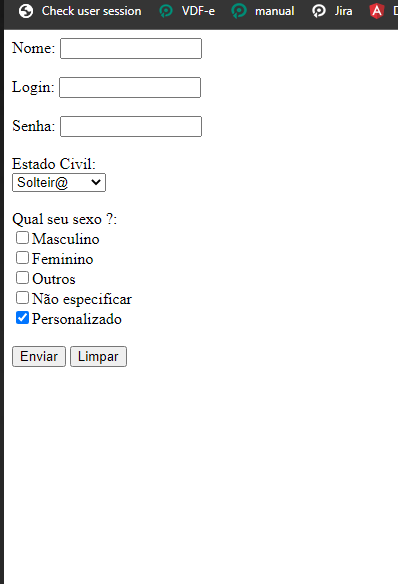 Check user session VDF-e manual Jira
Nome:
Login:
Senha:
Estado Civil:
Solteir@
Qual seu sexo ?:
Masculino
Feminino
Outros
Não especificar
Personalizado
Enviar Limpar